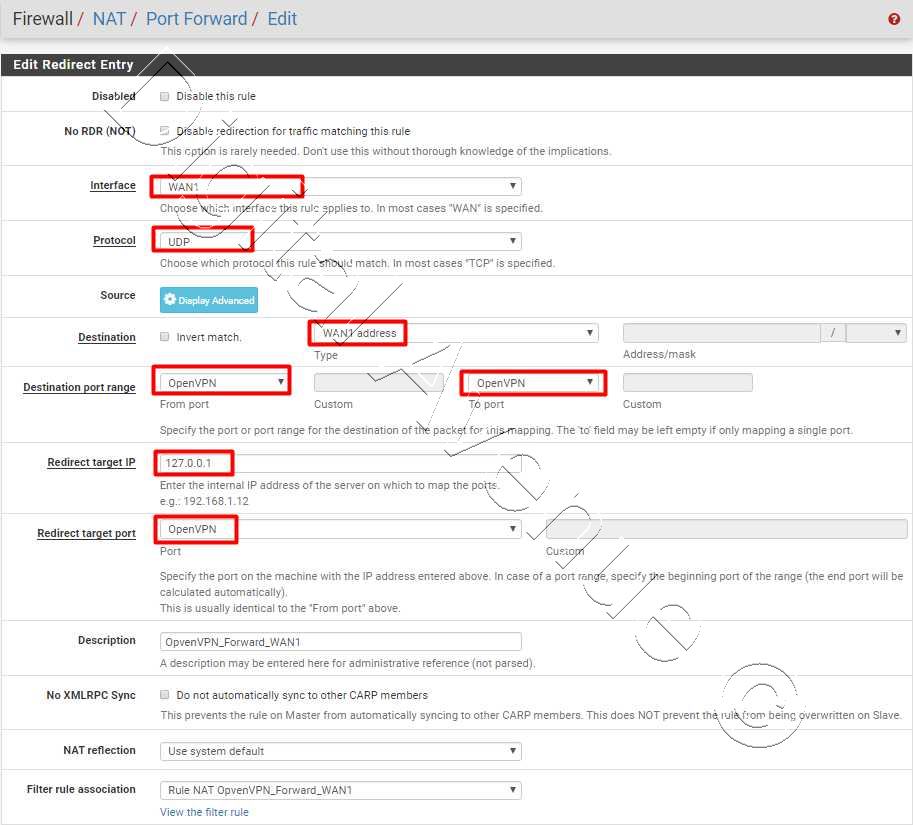 Firewall / NAT / Port Forward / Edit
Edit Redirect Entry
Disabled Disable this rule
No RDR (NOT) Disable redirection for traffic matching this rule
This option is rarely needed. Don't use this without thorough knowledge of the implications.
Interface WAN1
Choose which interface this rule applies to. In most cases "WAN" is specified.
Protocol UDP
Choose which protocol this rule should match. In most cases "TCP" is specified.
Source Display Advanced
Destination Invert match. WAN1 address /
Type Address/mask
Destination port range OpenVPN OpenVPN
From port Custom To port Custom
Specify the port or port range for the destination of the packet for this mapping. The 'to' field may be left empty if only mapping a single port.
Redirect target IP 127.0.0.1
Enter the internal IP address of the server on which to map the ports.
e.g.: 192.168.1.12
Redirect target port OpenVPN
Port Custom
Specify the port on the machine with the IP address entered above. In case of a port range, specify the beginning port of the range (the end port will be
calculated automatically).
This is usually identical to the "From port" above.
Description OpvenVPN_Forward_WAN1
A description may be entered here for administrative reference (not parsed).
No XMLRPC Sync Do not automatically sync to other CARP members
This prevents the rule on Master from automatically syncing to other CARP members. This does NOT prevent the rule from being overwritten on Slave.
NAT reflection Use system default
Filter rule association Rule NAT OpvenVPN_Forward_WAN1
View the filter rule